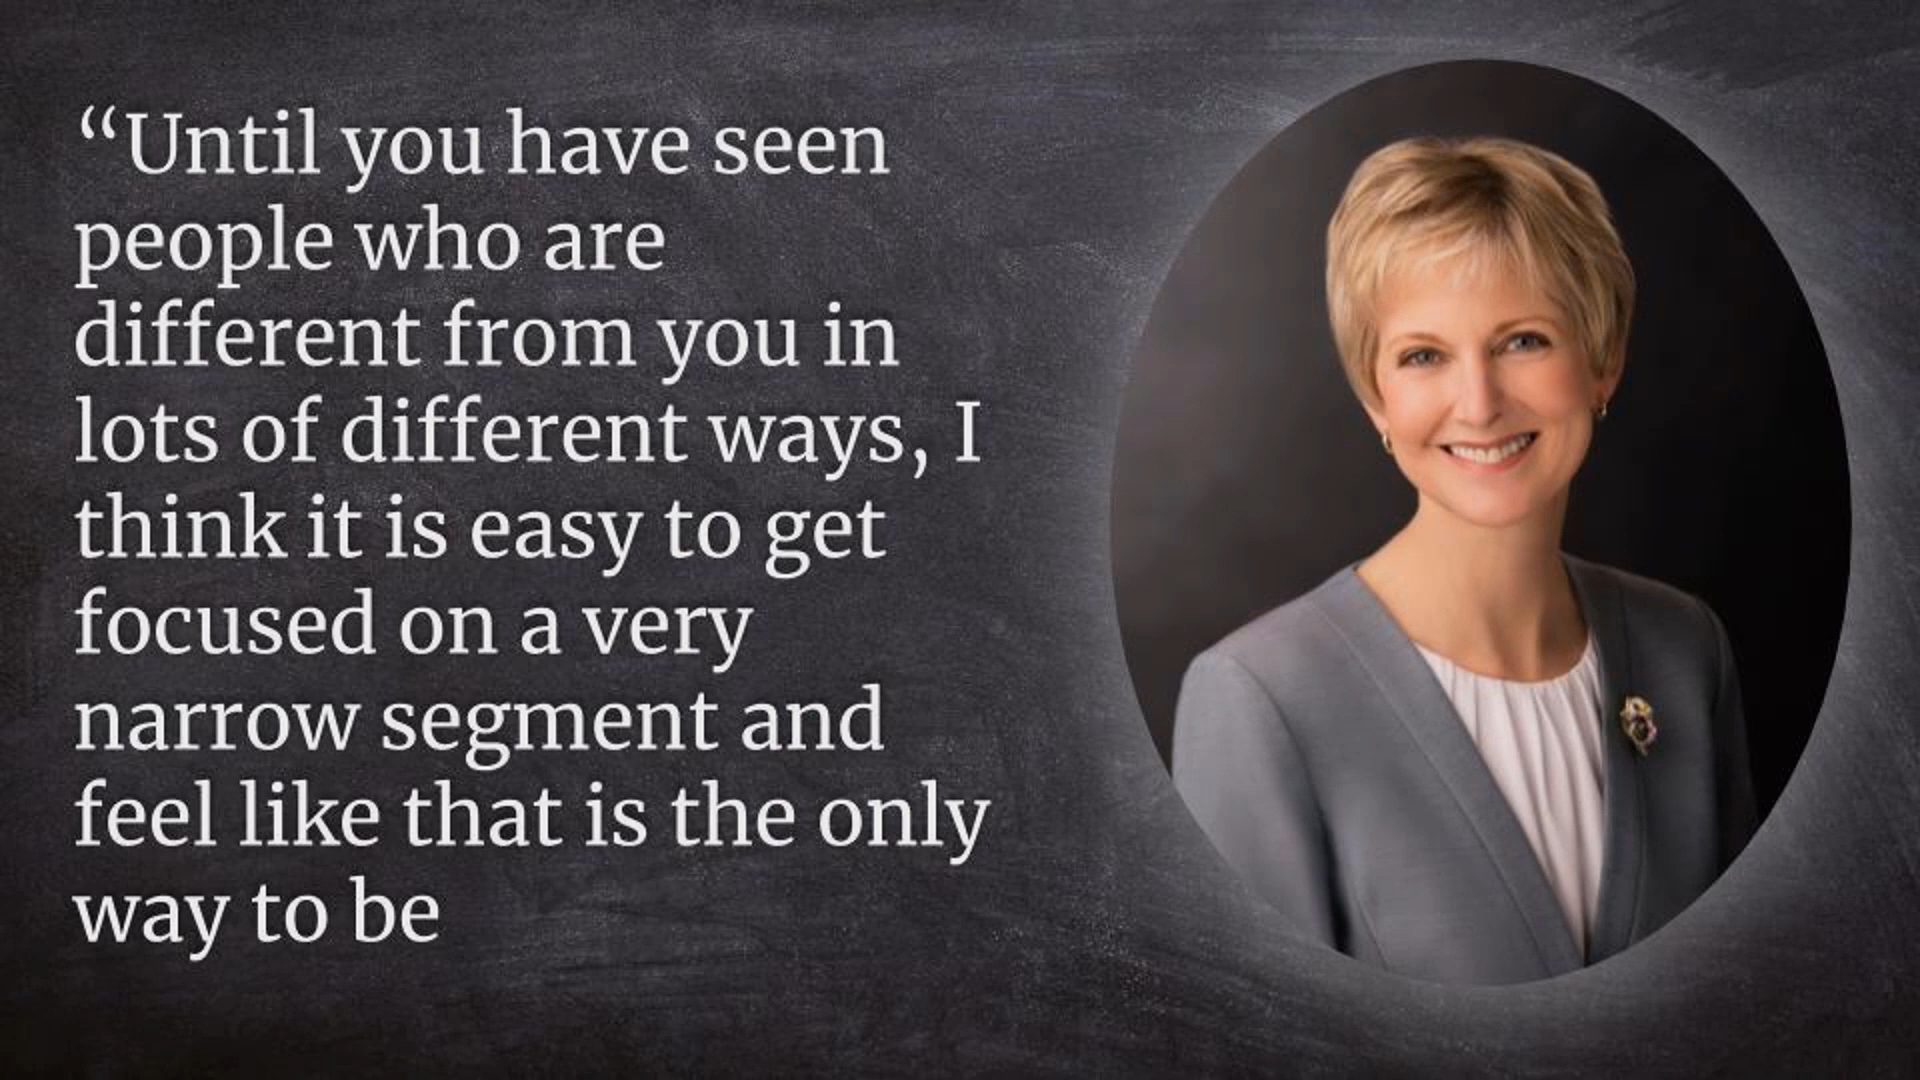 “Until you have seen
people who are
different from you in
lots of different ways, I
think it is easy to get
focused on a very
narrow segment and
feel like that is the only
way to be